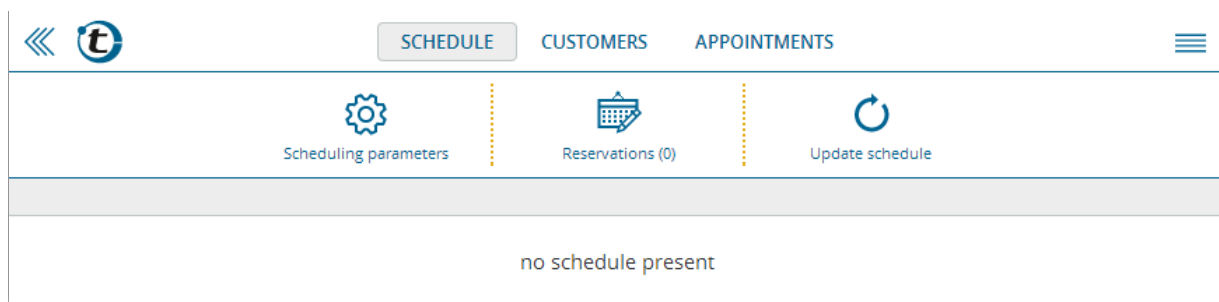 t
SCHEDULE CUSTOMERS APPOINTMENTS
Scheduling parameters Reservations (0) Update schedule
no schedule present